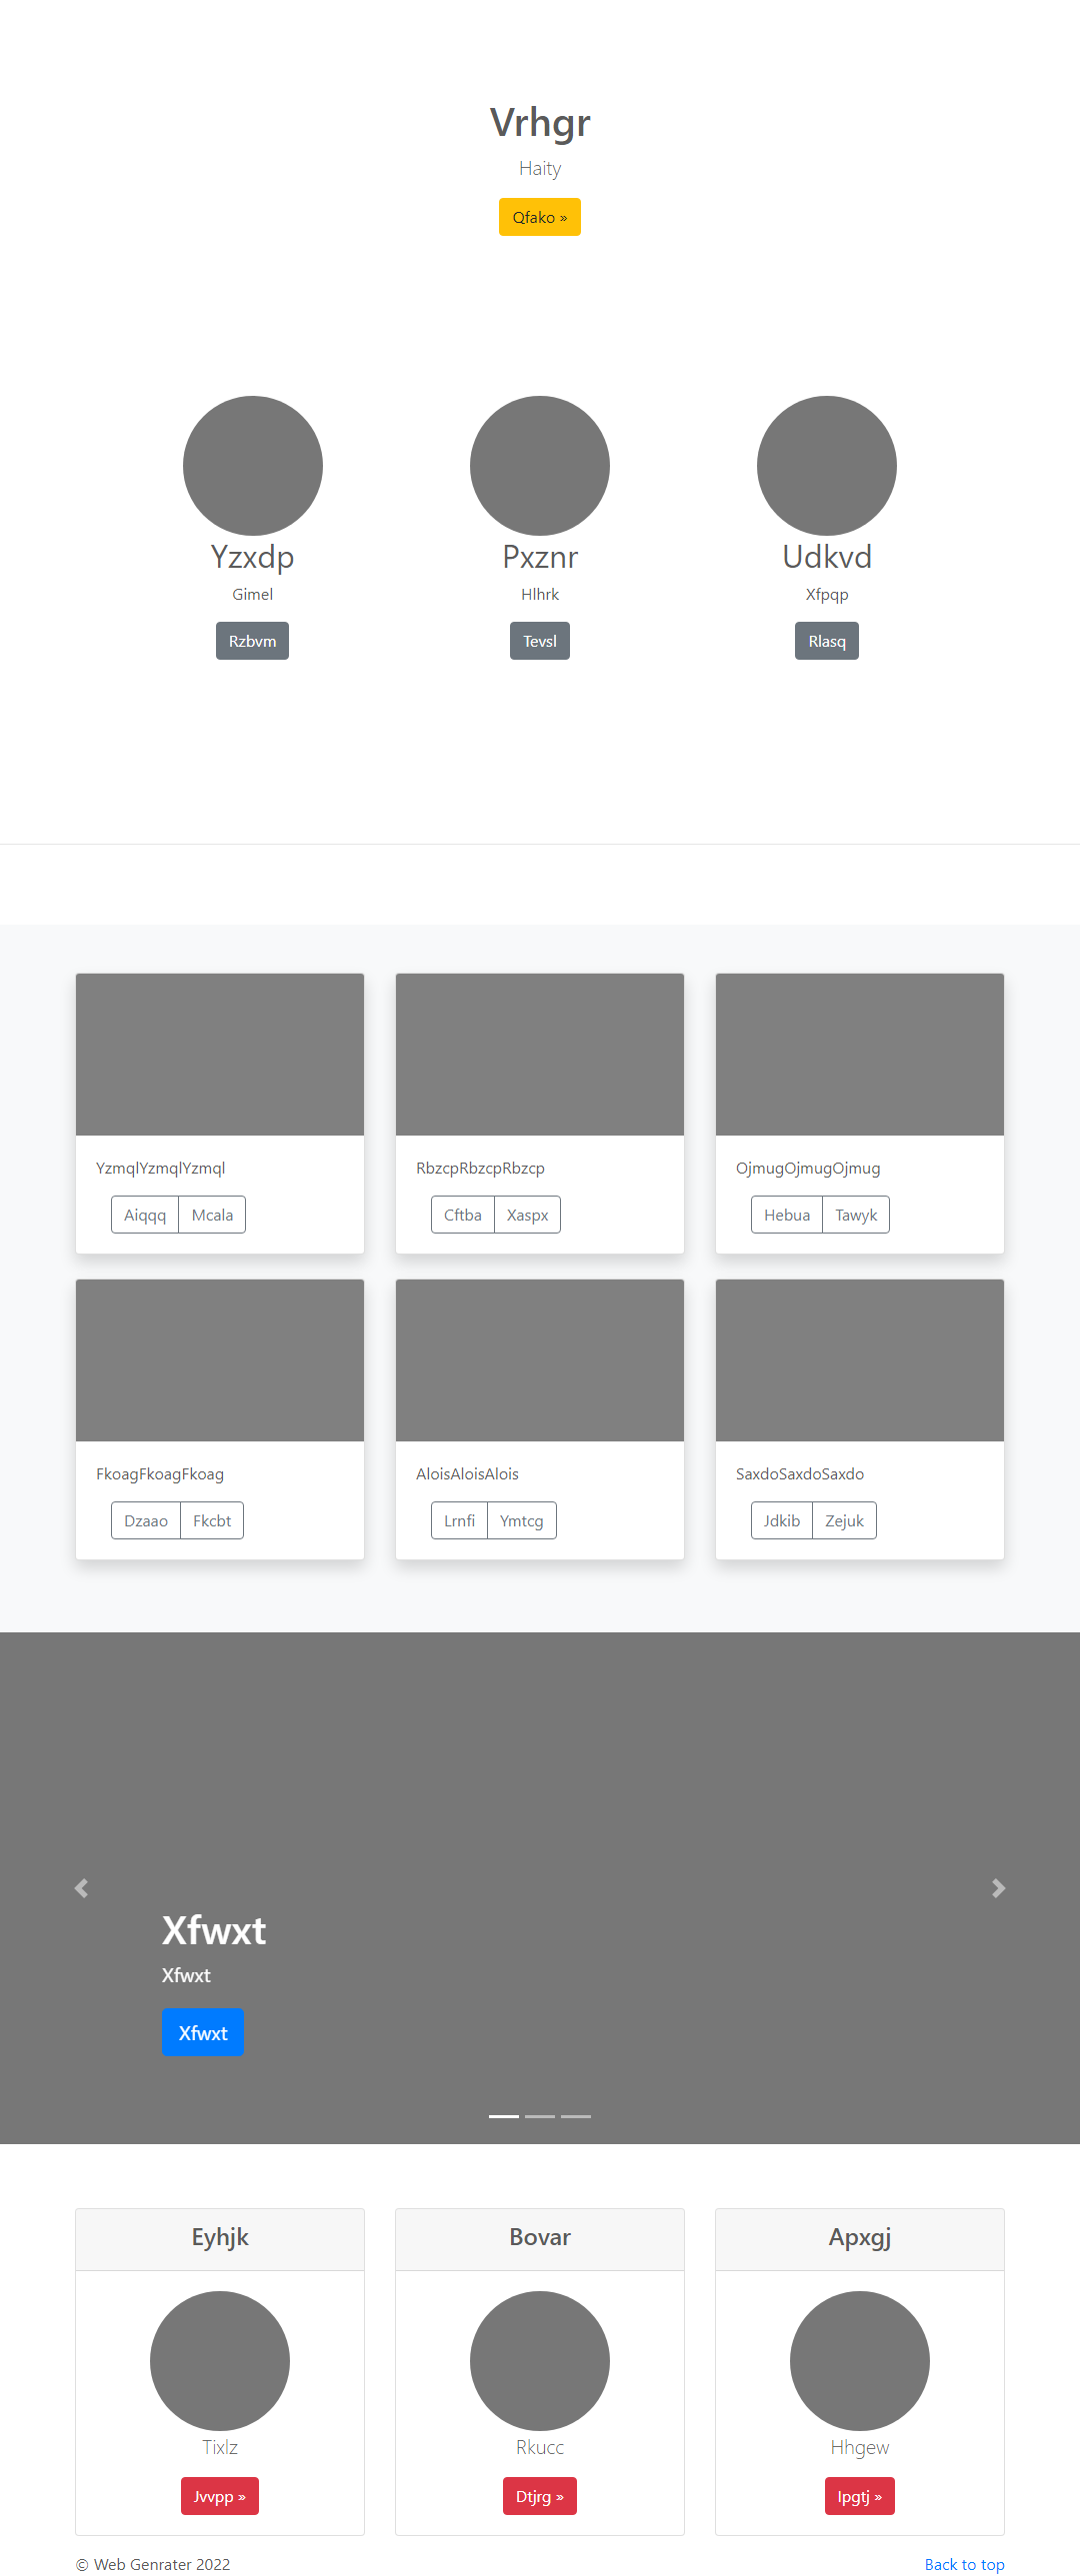 Vrhgr
Haity
Qfako »
Yzxdp
Gimel
Rzbvm
Pxznr
Hlhrk
Tevsl
Udkvd
Xfpqp
Rlasq
YzmqlYzmqlYzmql
Aiqqq Mcala
RbzcpRbzcpRbzcp
Cftba Xaspx
OjmugOjmugOjmug
Hebua Tawyk
FkoagFkoagFkoag
Dzaao Fkcbt
AloisAloisAlois
Lrnfi Ymtcg
SaxdoSaxdoSaxdo
Jdkib Zejuk
Xfwxt
Xfwxt
Xfwxt
Eyhjk
Tixlz
Jvvpp »
Bovar
Rkucc
Dtjrg »
Apxgj
Hhgew
Ipgtj »
© Web Genrater 2022
Back to top